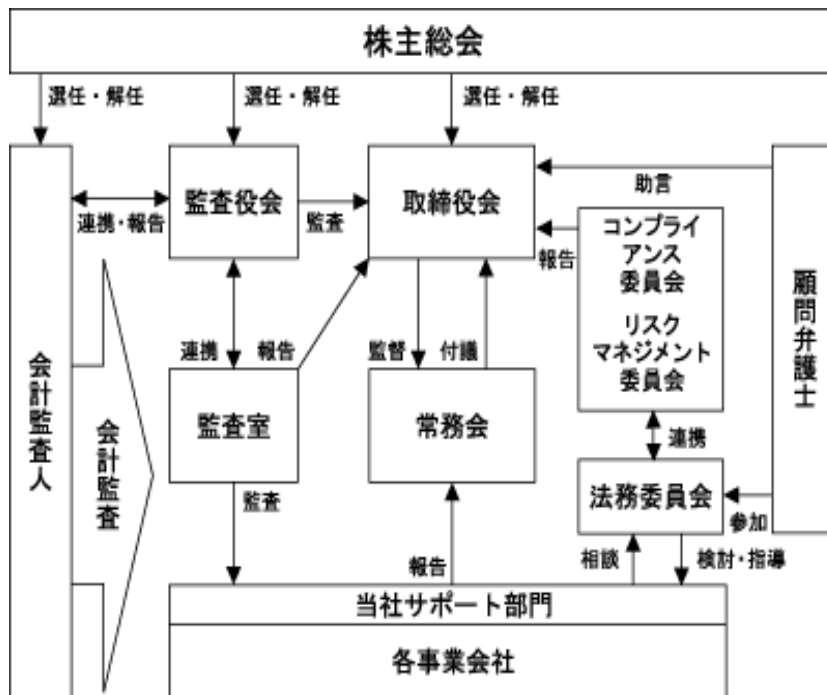 株主総会
選任・解任
選任・解任
選任・解任
監査役会
取締役会
助言
連携・報告
監査
コンプライ
アンス
委員会
リスク
マネジメント
委員会
報告
顧問弁護士
会計監査人
会計監査
連携
報告
監督
付議
監査室
常務会
連携
監査
法務委員会
参加
報告
相談
検討・指導
当社サポート部門
各事業会社